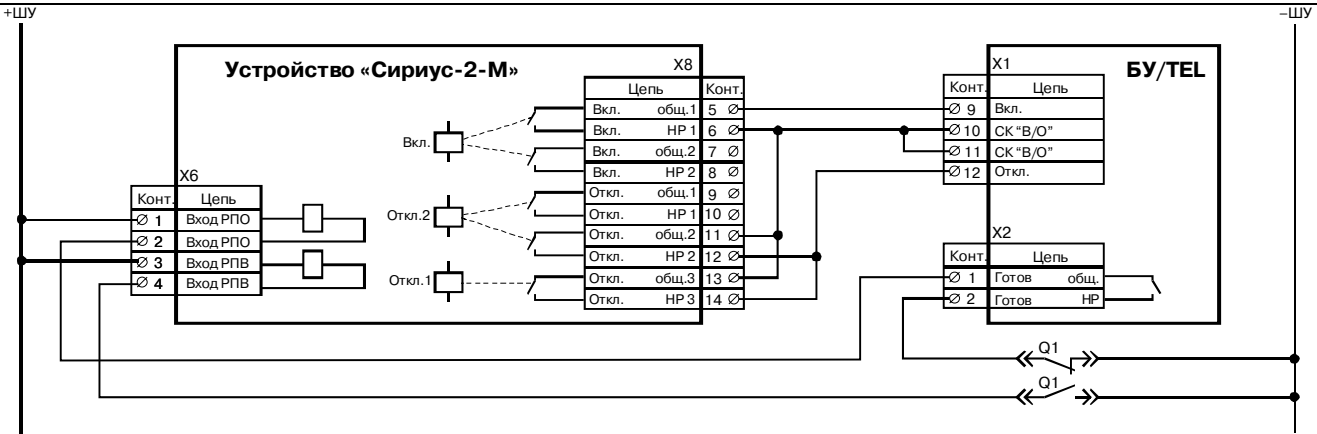 +ШУ –ШУ
Устройство «Сириус-2-М»
X8
Цепь Конт.
Вкл. общ.1 5
Вкл. НР 1 6
Вкл. общ.2 7
Вкл. НР 2 8
Откл. общ.1 9
Откл. НР 1 10
Откл. общ.2 11
Откл. НР 2 12
Откл. общ.3 13
Откл. НР 3 14
Вкл.
Откл.2
Откл.1
X6
Конт. Цепь
1 Вход РПО
2 Вход РПО
3 Вход РПВ
4 Вход РПВ
БУ/TEL
X1
Конт. Цепь
9 Вкл.
10 СК “В/О”
11 СК “В/О”
12 Откл.
X2
Конт. Цепь
1 Готов общ.
2 Готов НР
Q1
Q1